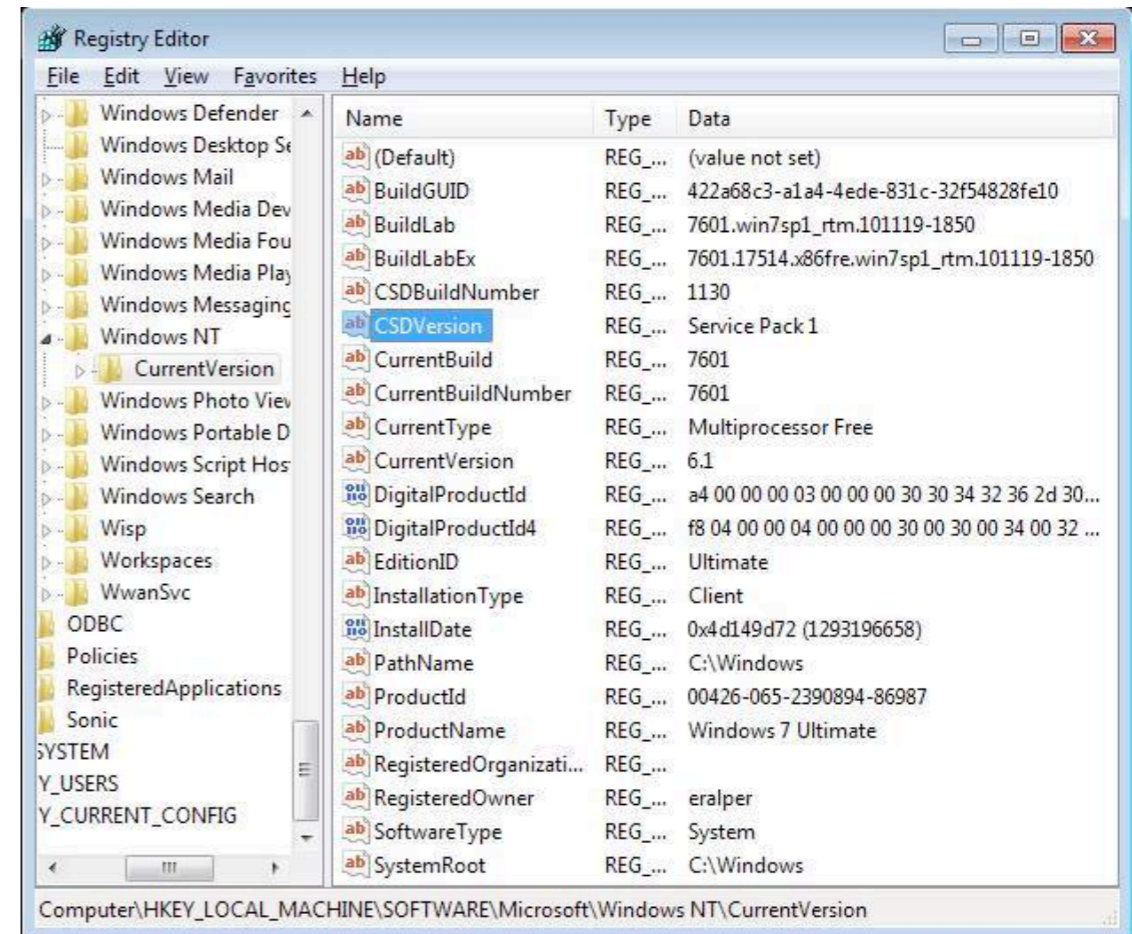 Registry Editor
File Edit View Favorites Help
Windows Defender
Windows Desktop Se
Windows Mail
Windows Media Dev
Windows Media Fou
Windows Media Play
Windows Messaging
Windows NT
CurrentVersion
Windows Photo View
Windows Portable D
Windows Script Hos
Windows Search
Wisp
Workspaces
WwanSvc
ODBC
Policies
RegisteredApplications
Sonic
SYSTEM
Y_USERS
Y_CURRENT_CONFIG
Name Type Data
(Default) REG_... (value not set)
BuildGUID REG_... 422a68c3-a1a4-4ede-831c-32f54828fe10
BuildLab REG_... 7601.win7sp1_rtm.101119-1850
BuildLabEx REG_... 7601.17514.x86fre.win7sp1_rtm.101119-1850
CSDBuildNumber REG_... 1130
CSDVersion REG_... Service Pack 1
CurrentBuild REG_... 7601
CurrentBuildNumber REG_... 7601
CurrentType REG_... Multiprocessor Free
CurrentVersion REG_... 6.1
DigitalProductId REG_... a4 00 00 00 03 00 00 00 30 30 34 32 36 2d 30...
DigitalProductId4 REG_... f8 04 00 00 04 00 00 00 30 00 30 00 34 00 32 ...
EditionID REG_... Ultimate
InstallationType REG_... Client
InstallDate REG_... 0x4d149d72 (1293196658)
PathName REG_... C:\Windows
ProductId REG_... 00426-065-2390894-86987
ProductName REG_... Windows 7 Ultimate
RegisteredOrganizati... REG_...
RegisteredOwner REG_... eralper
SoftwareType REG_... System
SystemRoot REG_... C:\Windows
Computer\HKEY_LOCAL_MACHINE\SOFTWARE\Microsoft\Windows NT\CurrentVersion